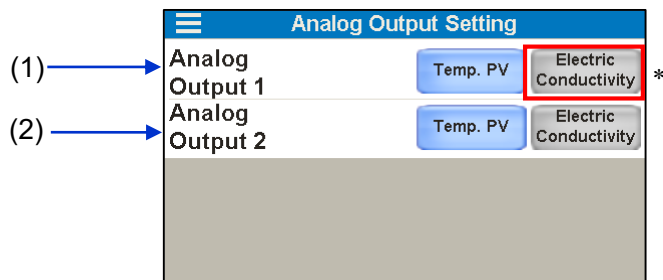 Analog Output Setting
(1)
Analog
Output 1
Temp. PV
Electric
Conductivity
*
(2)
Analog
Output 2
Temp. PV
Electric
Conductivity